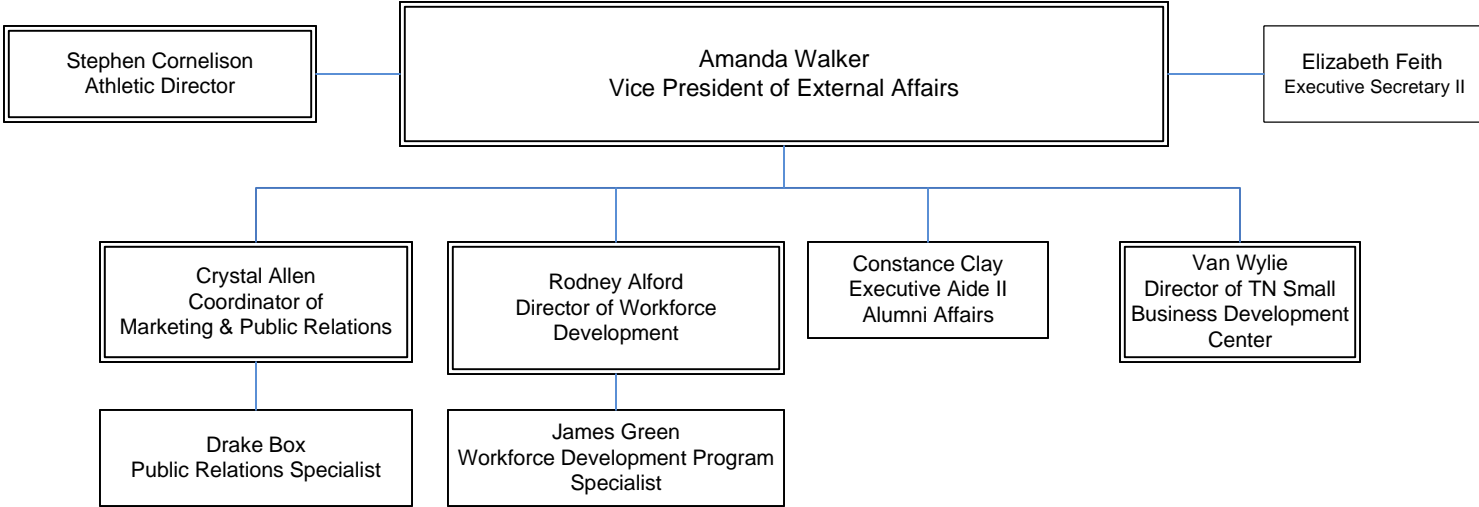 Stephen Cornelison
Athletic Director
Amanda Walker
Vice President of External Affairs
Elizabeth Feith
Executive Secretary II
Crystal Allen
Coordinator of
Marketing & Public Relations
Rodney Alford
Director of Workforce
Development
Constance Clay
Executive Aide II
Alumni Affairs
Van Wylie
Director of TN Small
Business Development
Center
Drake Box
Public Relations Specialist
James Green
Workforce Development Program
Specialist